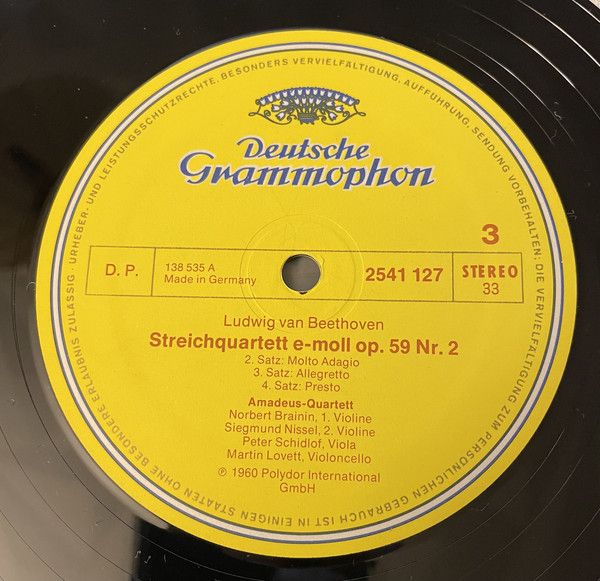 URHEBER- UND LEISTUNGSSCHUTZRECHTE, BESONDERS VERVIELFÄLTIGUNG, AUFFÜHRUNG, SENDUNG VORBEHALTEN; DIE VERVIELFÄLTIGUNG ZUM PERSÖNLICHEN GEBRAUCH IST IN EINIGEN STAATEN OHNE BESONDERE ERLAUBNIS ZULÄSSIG ·
Deutsche
Grammophon
3
D. P.
138 535 A
Made in Germany
2541 127
STEREO
33
Ludwig van Beethoven
Streichquartett e-moll op. 59 Nr. 2
2. Satz: Molto Adagio
3. Satz: Allegretto
4. Satz: Presto
Amadeus-Quartett
Norbert Brainin, 1. Violine
Siegmund Nissel, 2. Violine
Peter Schidlof, Viola
Martin Lovett, Violoncello
℗ 1960 Polydor International
GmbH